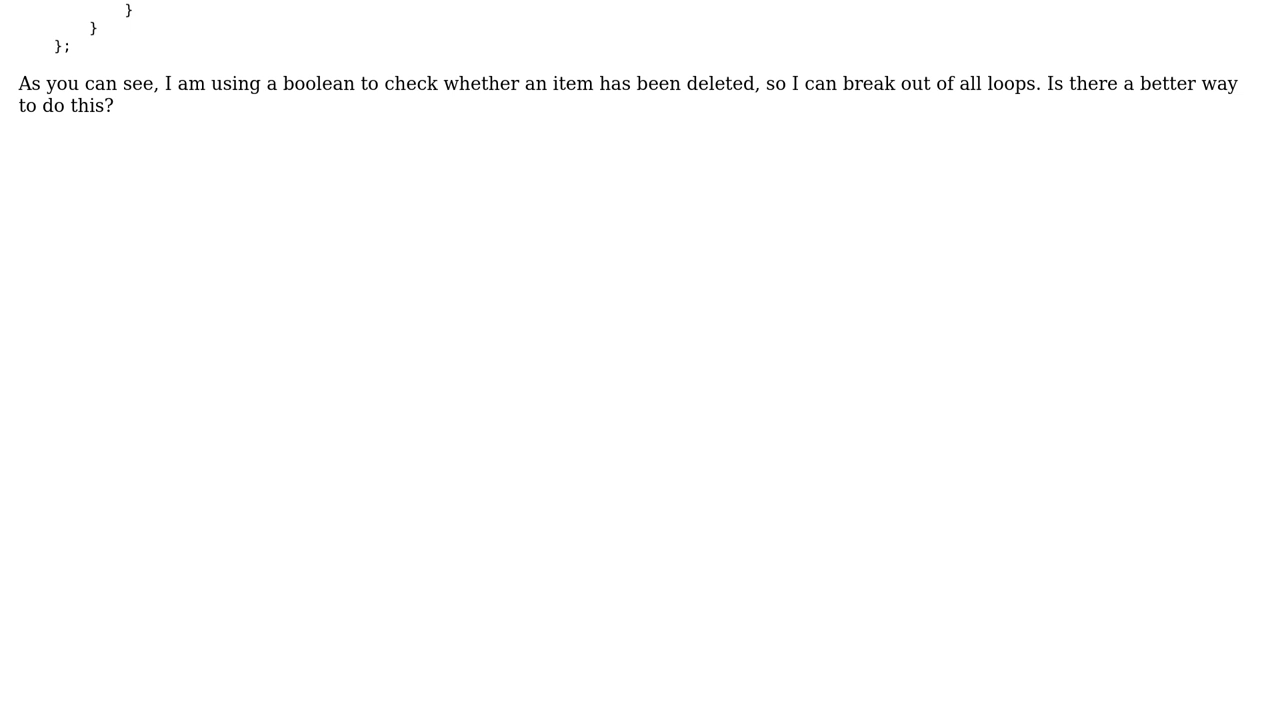 }
}
};
As you can see, I am using a boolean to check whether an item has been deleted, so I can break out of all loops. Is there a better way
to do this?